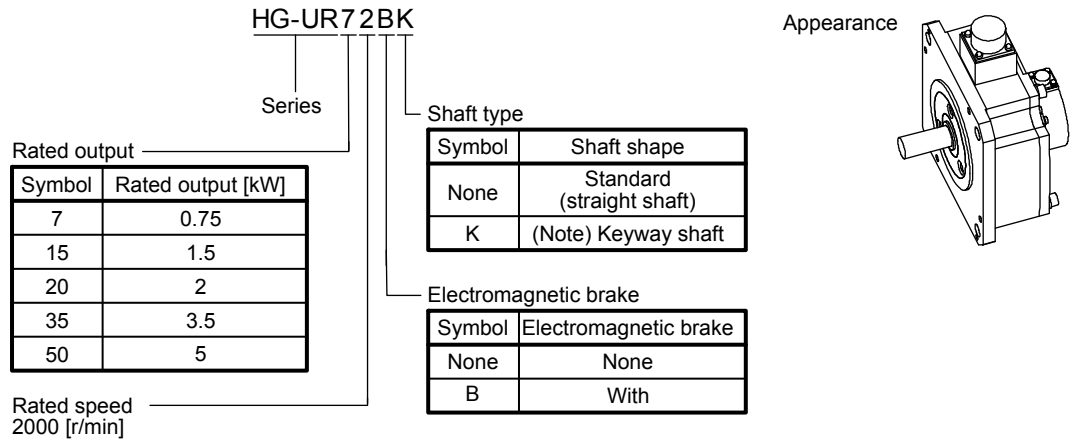 HG-UR72BK
Appearance
Series
Shaft type
Symbol Shaft shape
None Standard
(straight shaft)
K (Note) Keyway shaft
Rated output
Symbol Rated output [kW]
7 0.75
15 1.5
20 2
35 3.5
50 5
Electromagnetic brake
Symbol Electromagnetic brake
None None
B With
Rated speed
2000 [r/min]